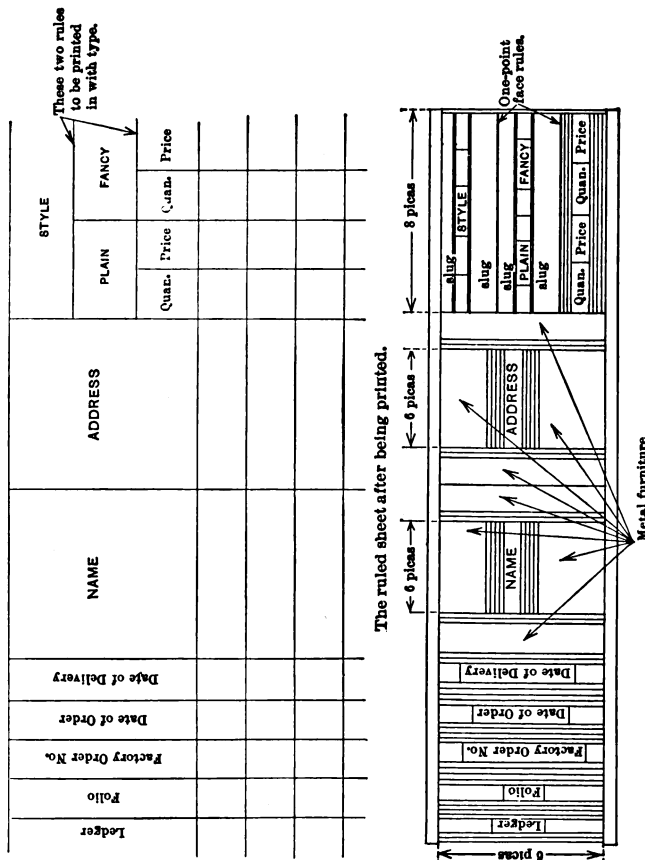 These two rules
to be printed
in with type.
STYLE
PLAIN
FANCY
Quan.
Price
Quan.
Price
Ledger
Folio
Factory Order No.
Date of Order
Date of Delivery
NAME
ADDRESS
The ruled sheet after being printed.
6 picas
6 picas
8 picas
6 picas
Ledger
Folio
Factory Order No.
Date of Order
Date of Delivery
NAME
ADDRESS
slug
STYLE
slug
slug
PLAIN
FANCY
slug
Quan.
Price
Quan.
Price
One-point
face rules.
Metal furniture